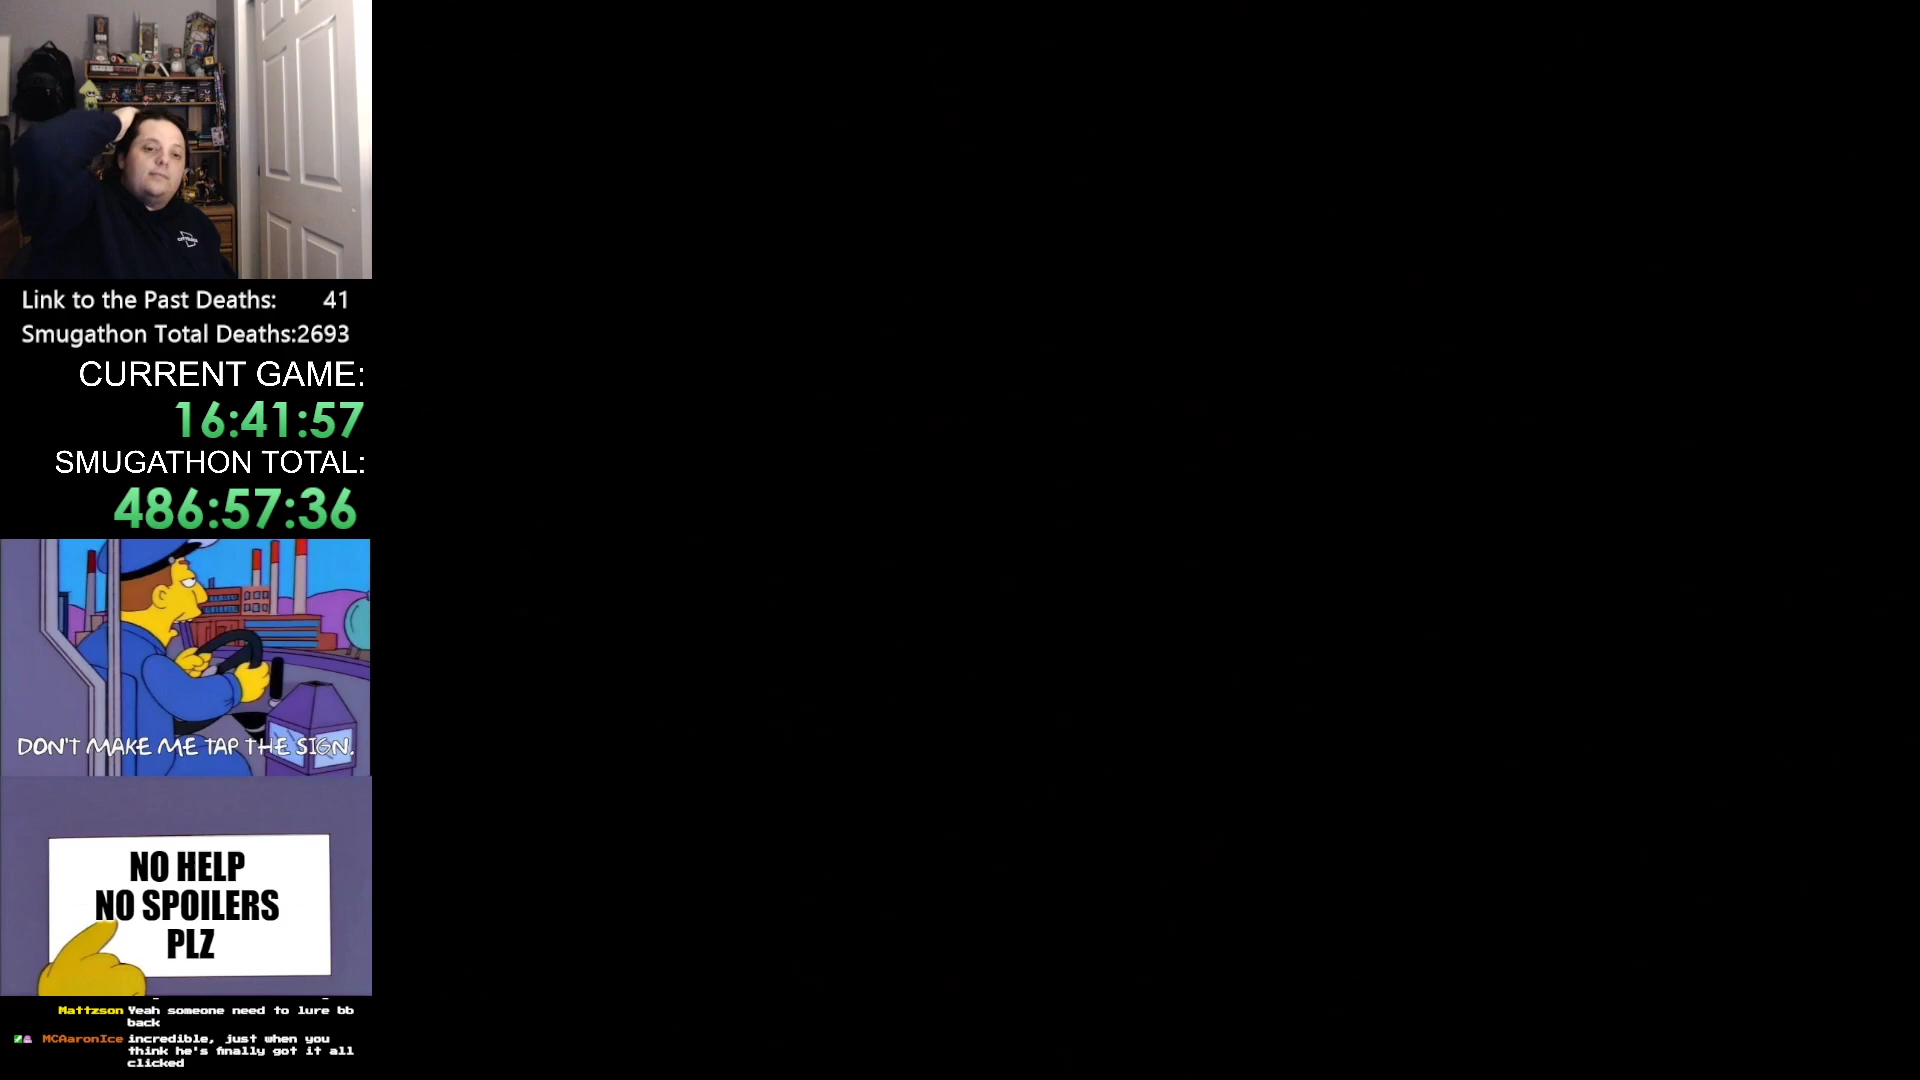 Link to the Past Deaths: 41
Smugathon Total Deaths:2693
CURRENT GAME:
16:41:57
SMUGATHON TOTAL:
486:57:36
DON'T MAKE ME TAP THE SIGN.
NO HELP
NO SPOILERS
PLZ
Mattzson Yeah someone need to lure bb
back
MCAaronIce incredible, just when you
think he's finally got it all
clicked